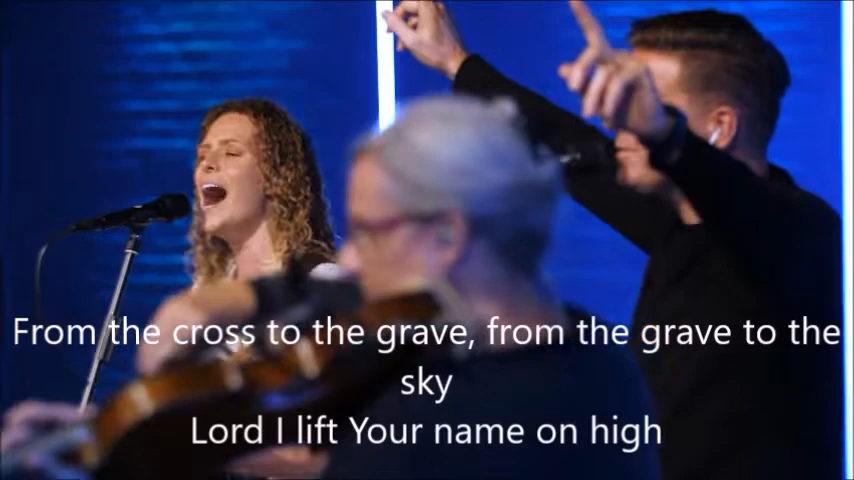 From the cross to the grave, from the grave to the
sky
Lord I lift Your name on high